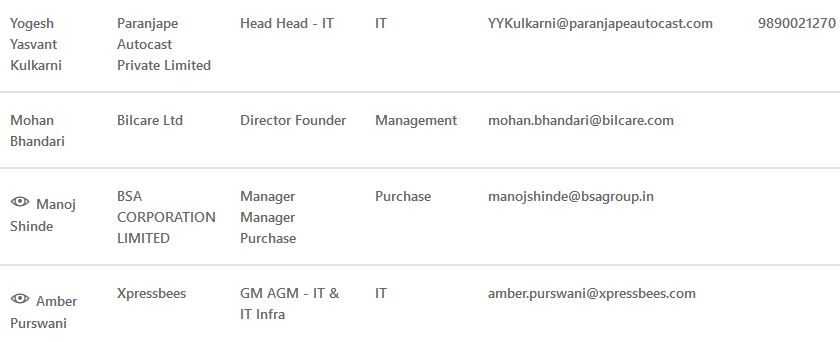 Yogesh Paranjape Head Head - IT IT YYKulkarni@paranjapeautocast.com 9890021270
Yasvant Autocast
Kulkarni Private Limited
Mohan Bilcare Ltd Director Founder Management mohan.bhandari@bilcare.com
Bhandari
Manoj BSA Manager Purchase manojshinde@bsagroup.in
Shinde CORPORATION Manager
LIMITED Purchase
Amber Xpressbees GM AGM - IT & IT amber.purswani@xpressbees.com
Purswani IT Infra